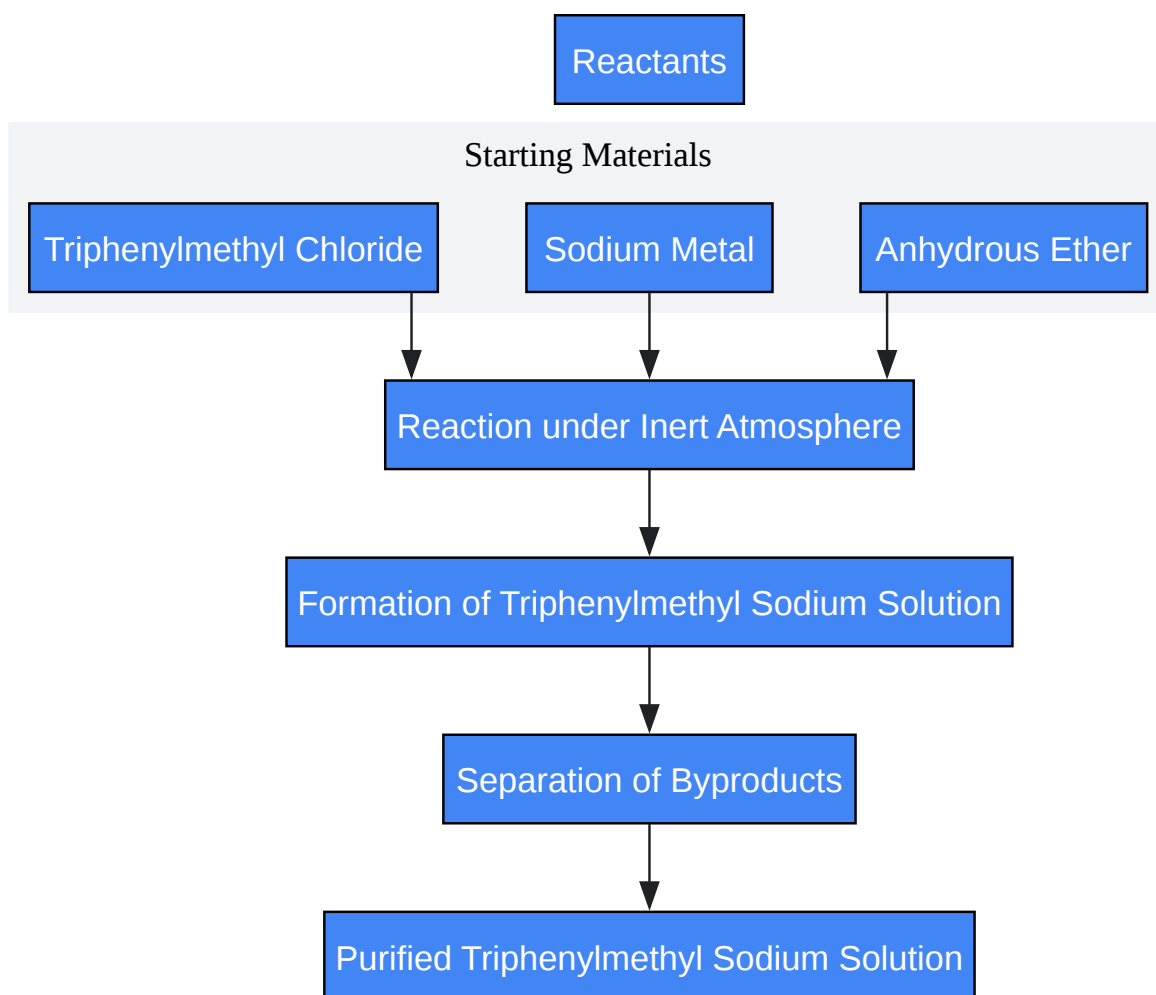 Reactants
Starting Materials
Triphenylmethyl Chloride
Sodium Metal
Anhydrous Ether
Reaction under Inert Atmosphere
Formation of Triphenylmethyl Sodium Solution
Separation of Byproducts
Purified Triphenylmethyl Sodium Solution